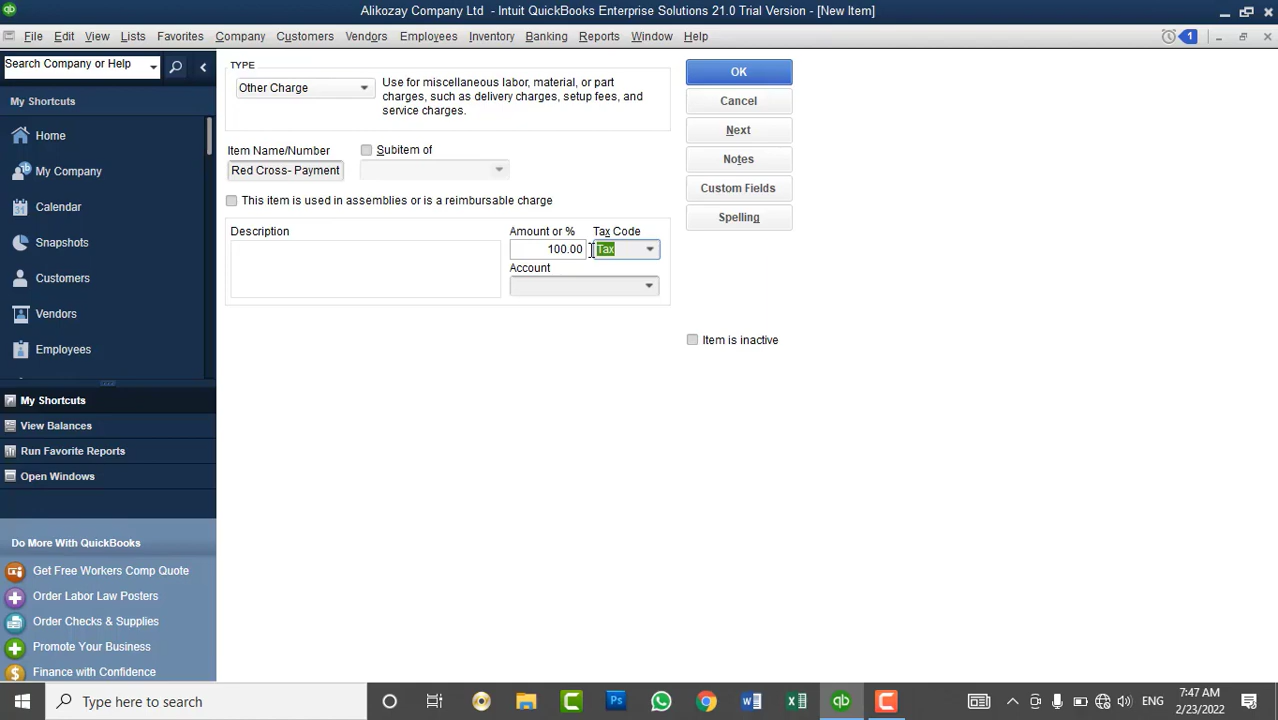 Alikozay Company Ltd - Intuit QuickBooks Enterprise Solutions 21.0 Trial Version - [New Item]
File Edit View Lists Favorites Company Customers Vendors Employees Inventory Banking Reports Window Help 1
Search Company or Help
My Shortcuts
Home
My Company
Calendar
Snapshots
Customers
Vendors
Employees
My Shortcuts
View Balances
Run Favorite Reports
Open Windows
Do More With QuickBooks
Get Free Workers Comp Quote
Order Labor Law Posters
Order Checks & Supplies
Promote Your Business
Finance with Confidence
TYPE
Other Charge
Use for miscellaneous labor, material, or part
charges, such as delivery charges, setup fees, and
service charges.
Item Name/Number
Subitem of
Red Cross- Payment
This item is used in assemblies or is a reimbursable charge
Description
Amount or %
Tax Code
100.00
Tax
Account
OK
Cancel
Next
Notes
Custom Fields
Spelling
Item is inactive
Type here to search
ENG
7:47 AM
2/23/2022